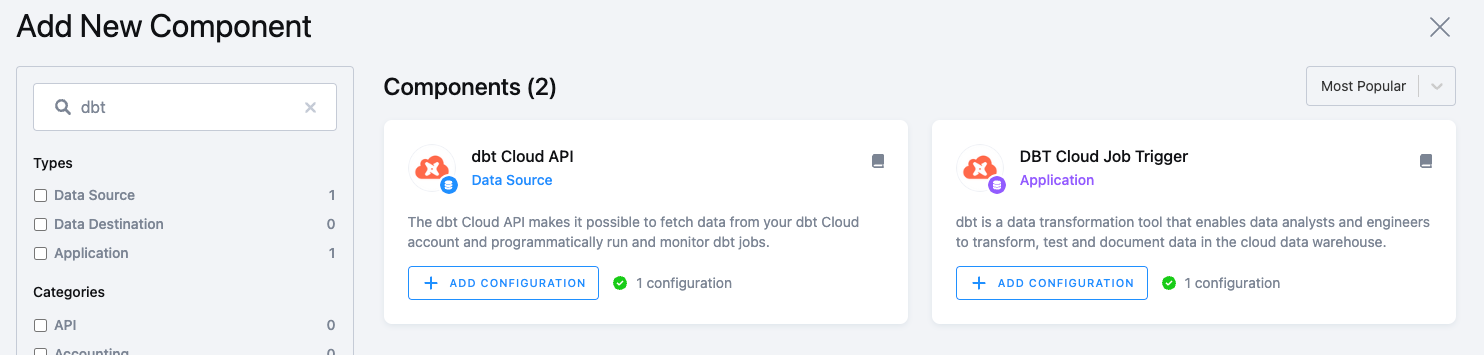 Add New Component
dbt
Types
Data Source 1
Data Destination 0
Application 1
Categories
API 0
Accounting 0
Components (2)
Most Popular
dbt Cloud API
Data Source
The dbt Cloud API makes it possible to fetch data from your dbt Cloud
account and programmatically run and monitor dbt jobs.
ADD CONFIGURATION
1 configuration
DBT Cloud Job Trigger
Application
dbt is a data transformation tool that enables data analysts and engineers
to transform, test and document data in the cloud data warehouse.
ADD CONFIGURATION
1 configuration